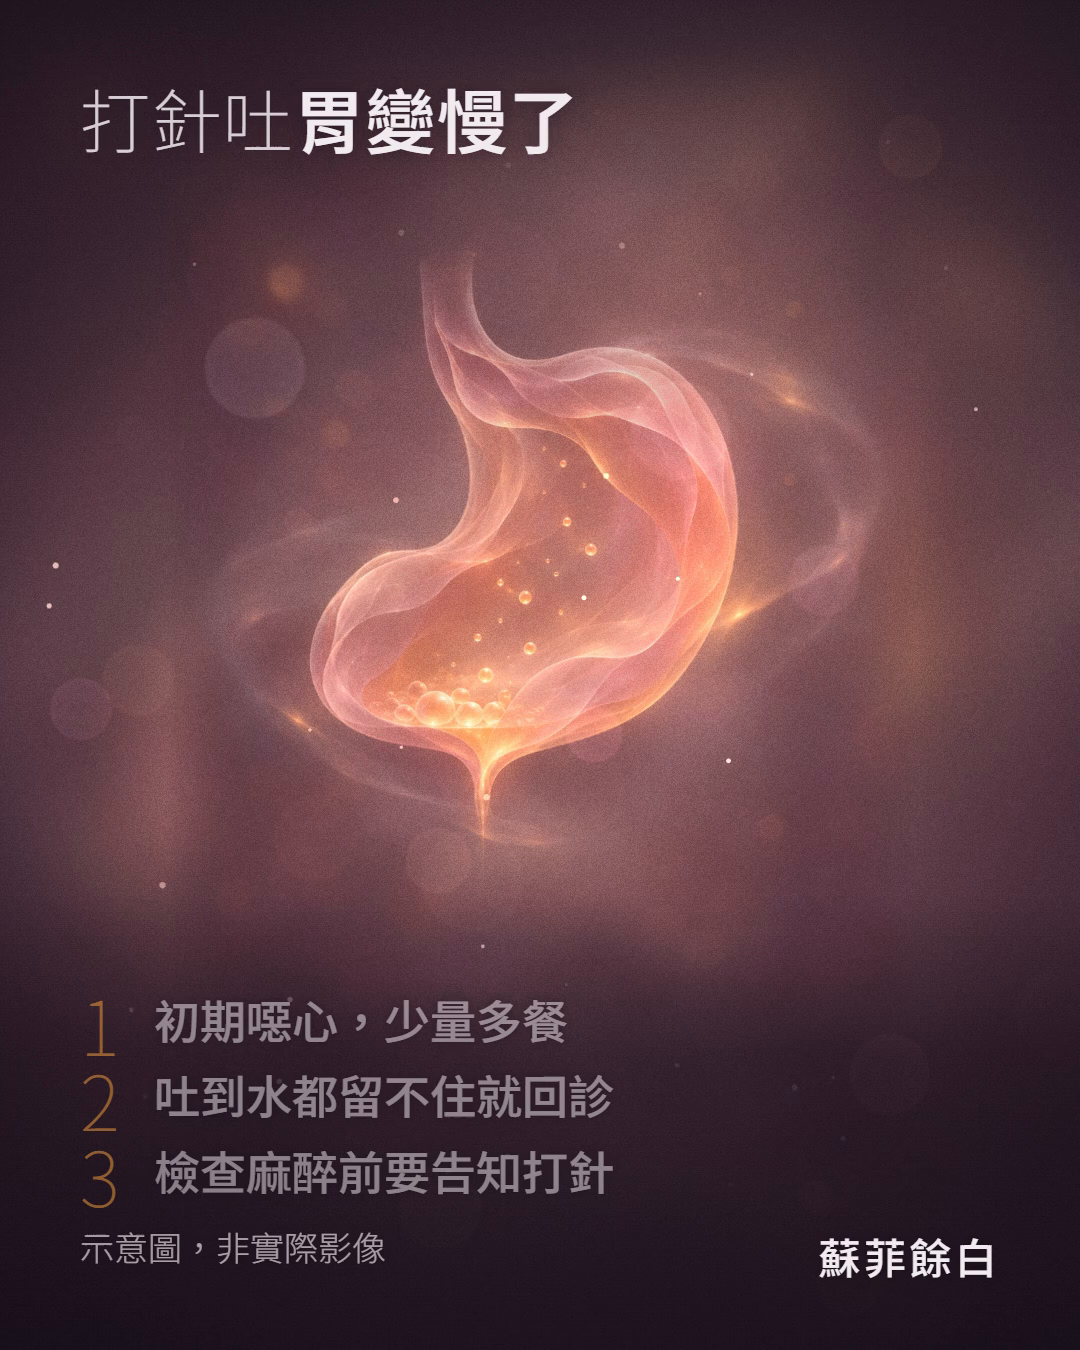 打針吐胃變慢了
1 初期噁心，少量多餐
2 吐到水都留不住就回診
3 檢查麻醉前要告知打針
示意圖，非實際影像
蘇菲餘白